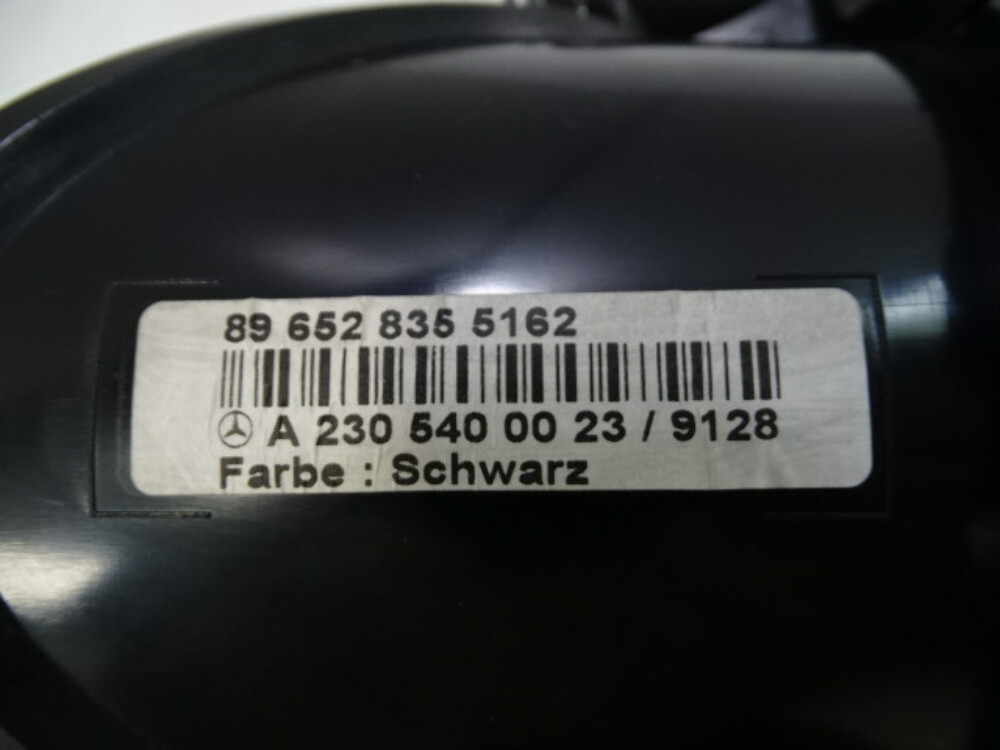 89 652 835 5162
A 230 540 00 23 / 9128
Farbe : Schwarz